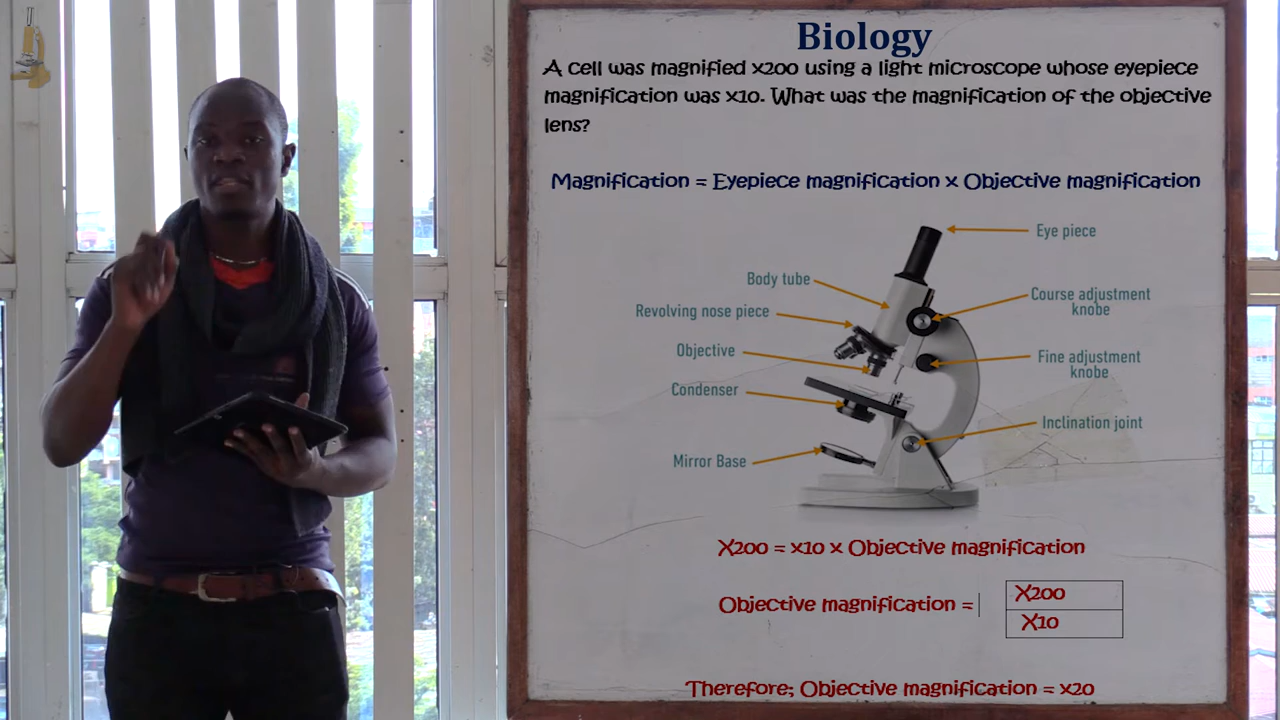 Biology
A cell was magnified x200 using a light microscope whose eyepiece
magnification was x10. What was the magnification of the objective
lens?
Magnification = Eyepiece magnification x Objective magnification
Eye piece
Body tube
Course adjustment
knobe
Revolving nose piece
Objective
Fine adjustment
knobe
Condenser
Inclination joint
Mirror Base
X200 = x10 x Objective magnification
Objective magnification =
X200
X10
Therefore; Objective magnification = x20